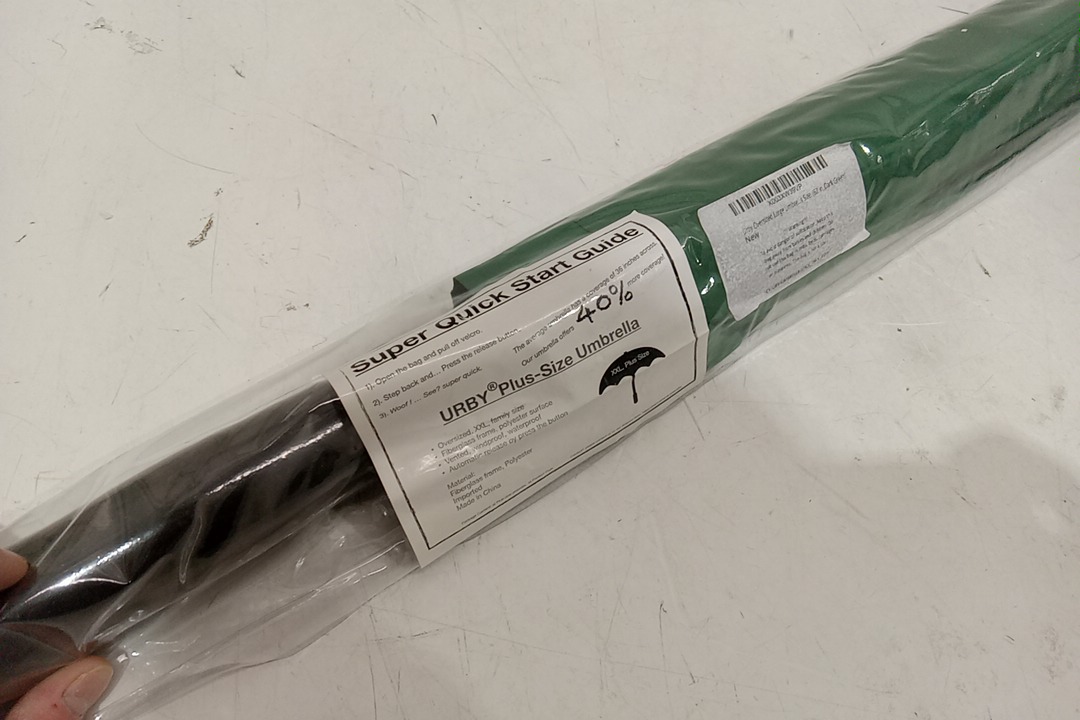 Super Quick Start Guide
1). Open the bag and pull off velcro.
2). Step back and... Press the release button.
3). Woof! ... See? super quick.
The average umbrella has a coverage of 36 inches across.
Our umbrella offers 40% more coverage!
URBY® Plus-Size Umbrella
XXL, Plus Size
- Oversized, XXL, family size
- Fiberglass frame, polyester surface
- Vented, windproof, waterproof
- Automatic release by press the button
Material:
Fiberglass frame, Polyester
Imported
Made in China
New